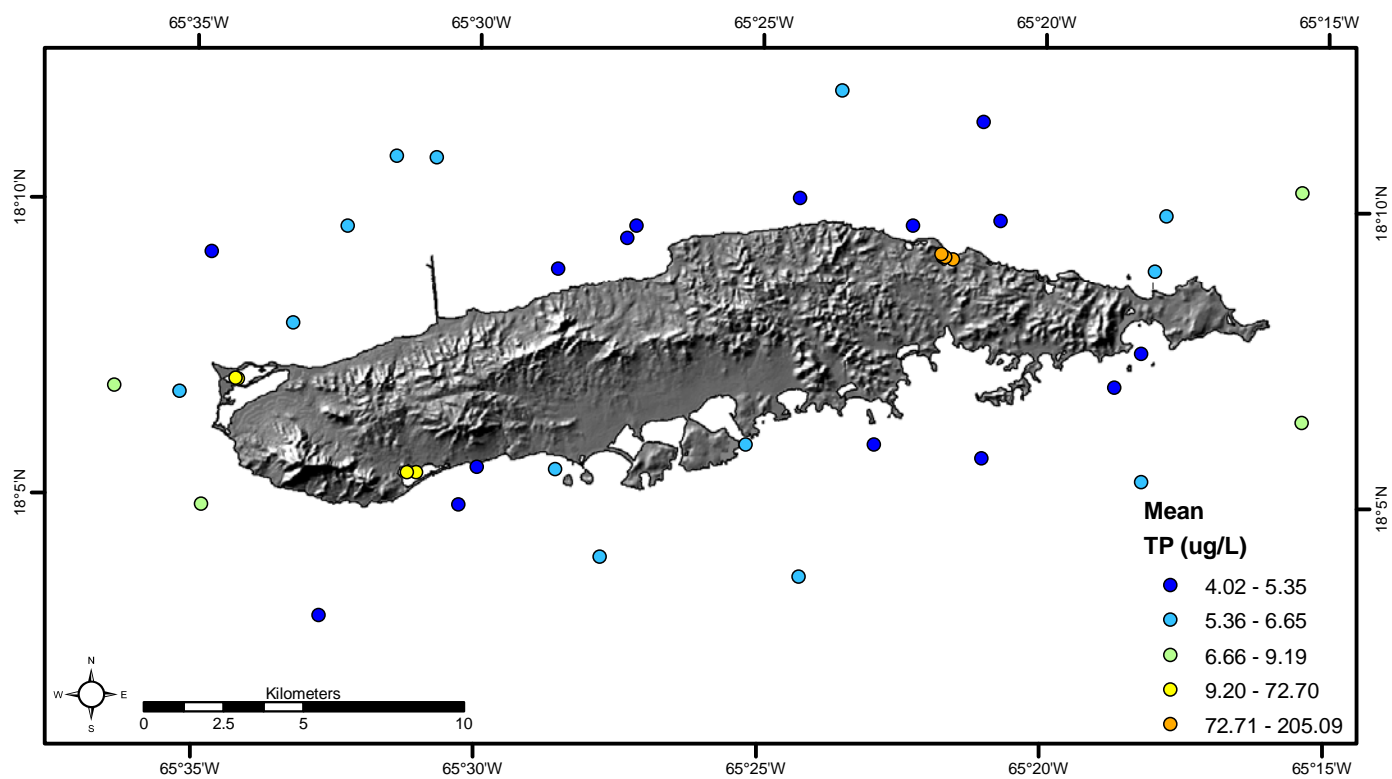 65°35'W 65°30'W 65°25'W 65°20'W 65°15'W
18°10'N 18°10'N
18°5'N 18°5'N
Mean
TP (ug/L)
4.02 - 5.35
5.36 - 6.65
6.66 - 9.19
9.20 - 72.70
72.71 - 205.09
N
W E
S
Kilometers
0 2.5 5 10
65°35'W 65°30'W 65°25'W 65°20'W 65°15'W